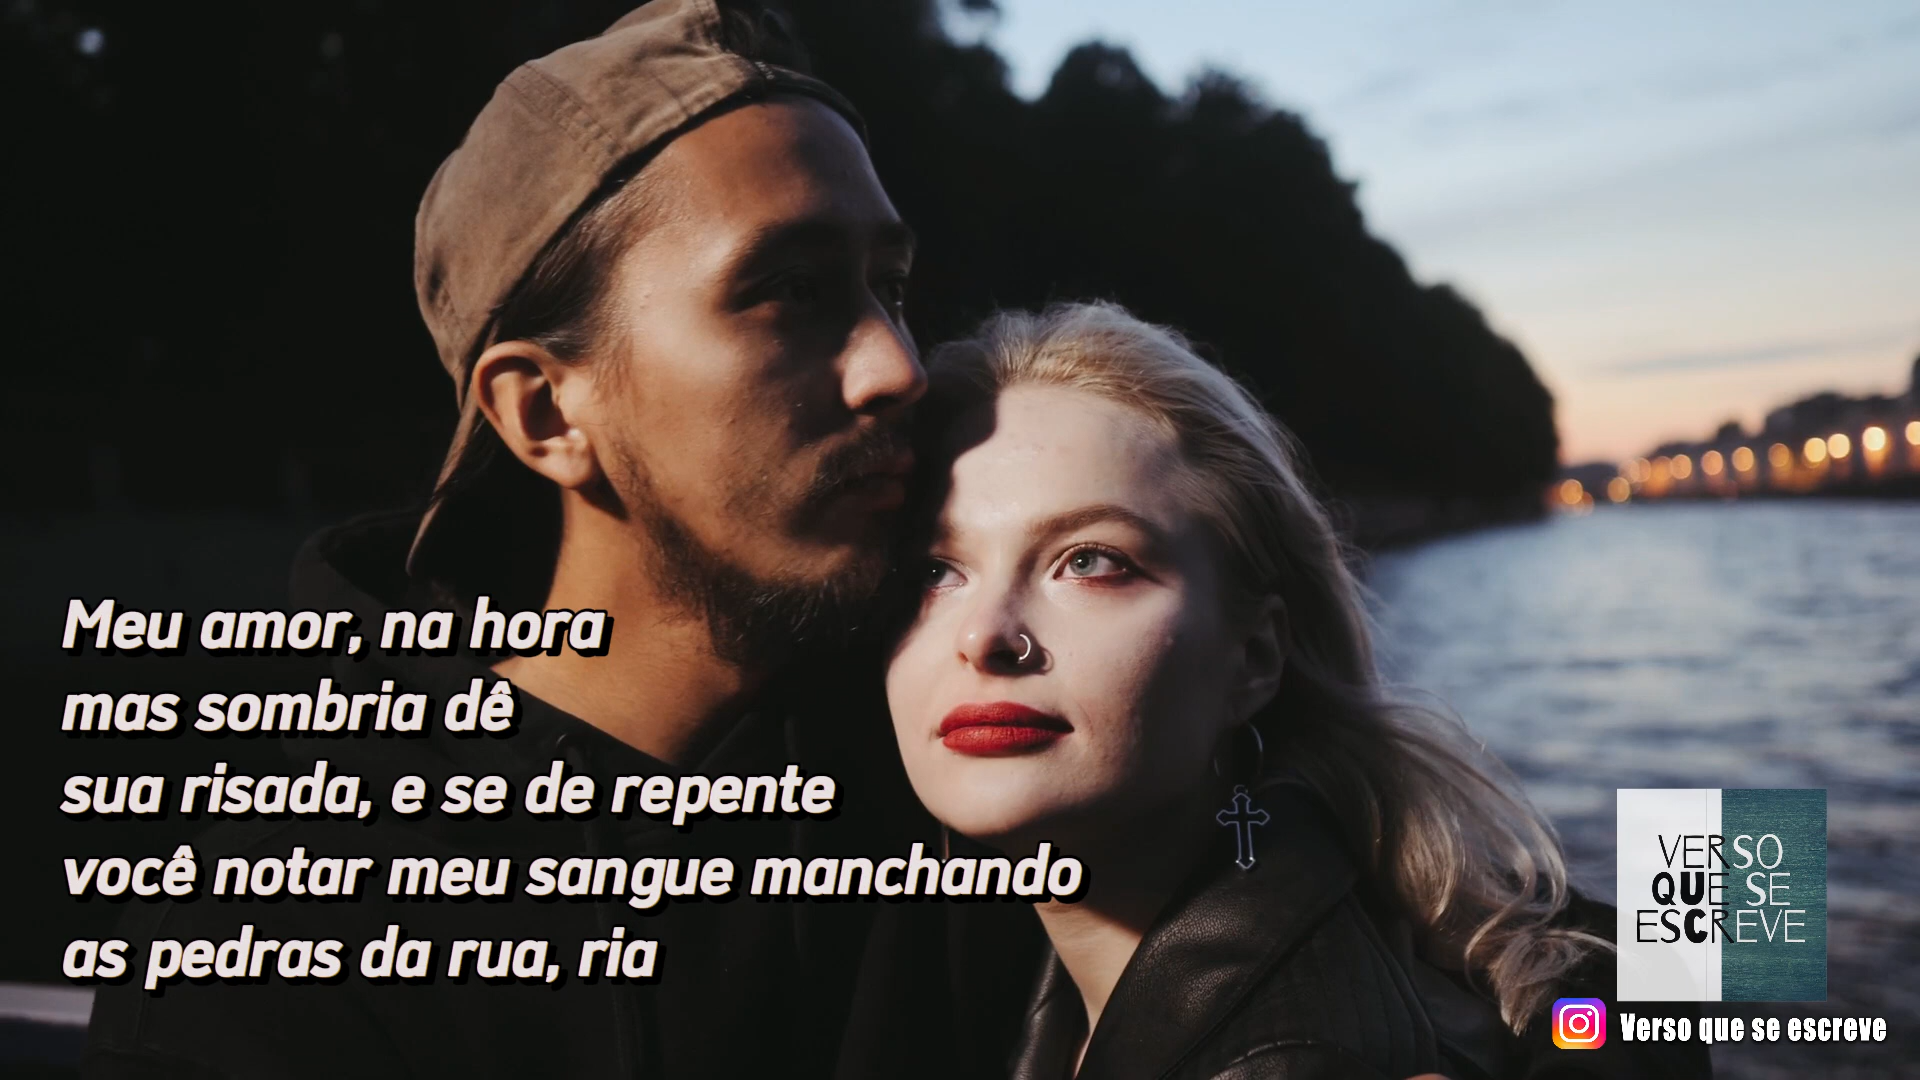 Meu amor, na hora
mas sombria dê
sua risada, e se de repente
você notar meu sangue manchando
as pedras da rua, ria
VERSO
QUE SE
ESCREVE
Verso que se escreve